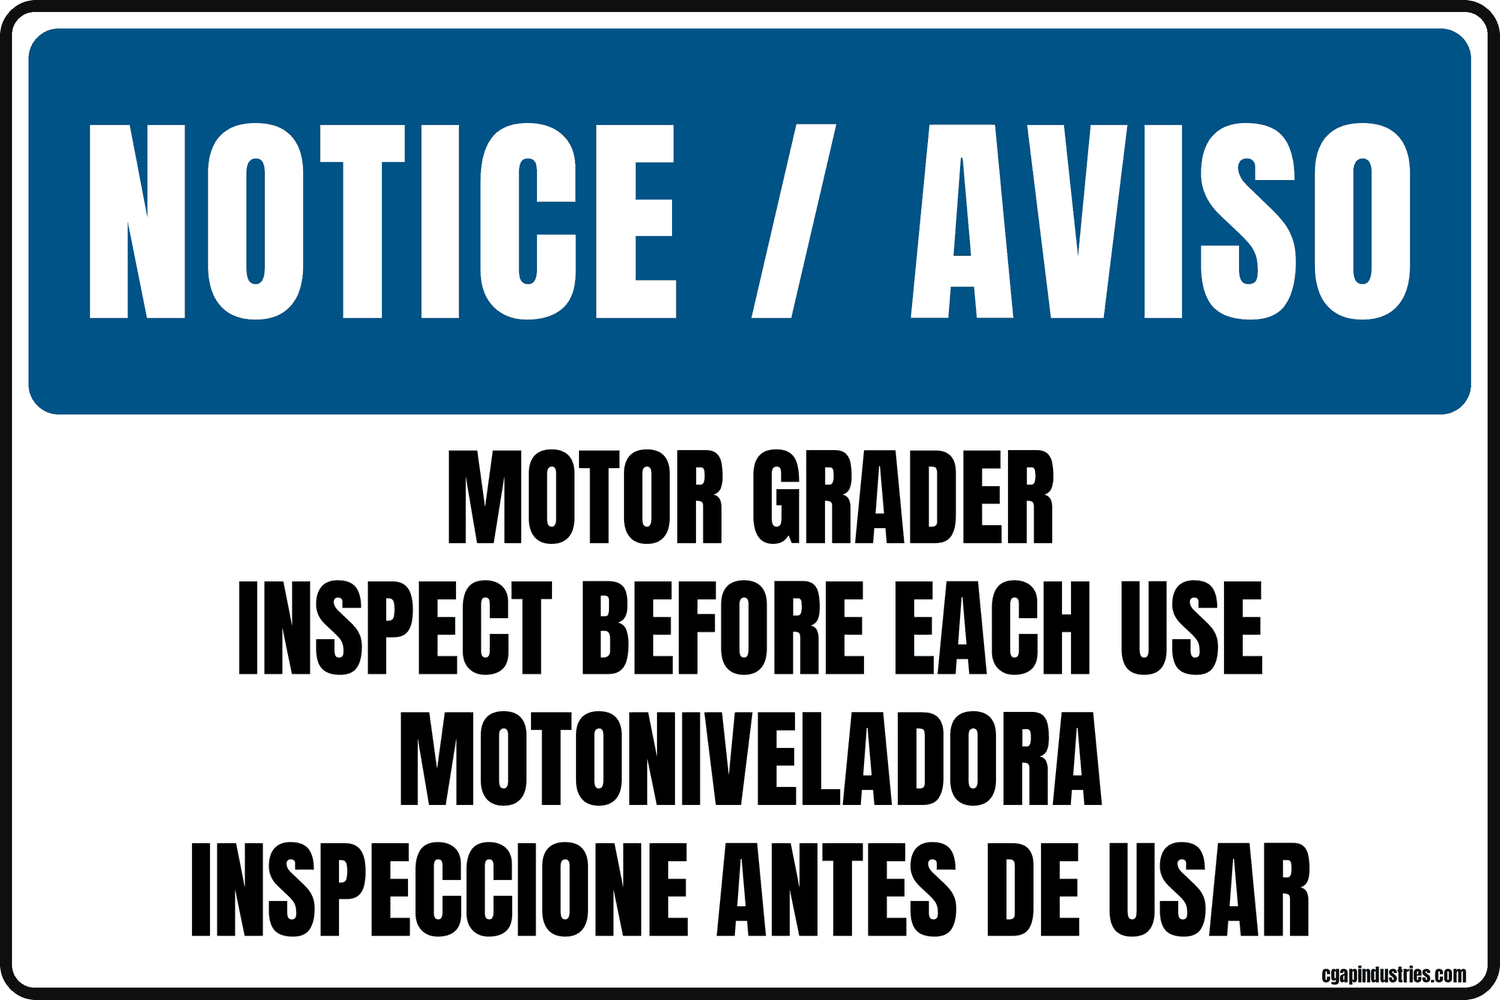 NOTICE / AVISO
MOTOR GRADER
INSPECT BEFORE EACH USE
MOTONIVELADORA
INSPECCIONE ANTES DE USAR
cgapindustries.com